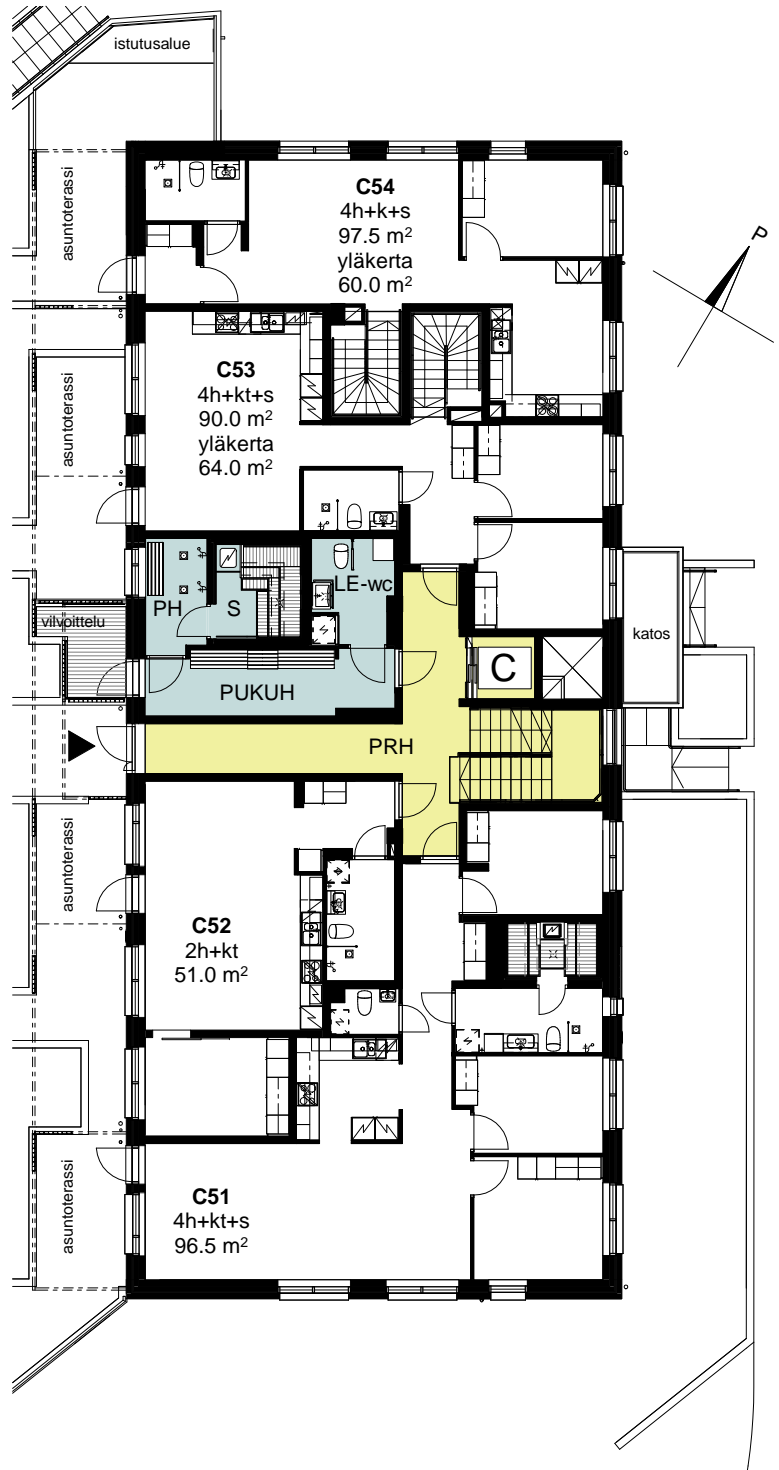 istutusalue
asuntoterassi
C54
4h+k+s
97.5 m²
yläkerta
60.0 m²
P
asuntoterassi
C53
4h+kt+s
90.0 m²
yläkerta
64.0 m²
PH
S
LE-wc
vilvoittelu
katos
C
PUKUH
PRH
asuntoterassi
C52
2h+kt
51.0 m²
asuntoterassi
C51
4h+kt+s
96.5 m²